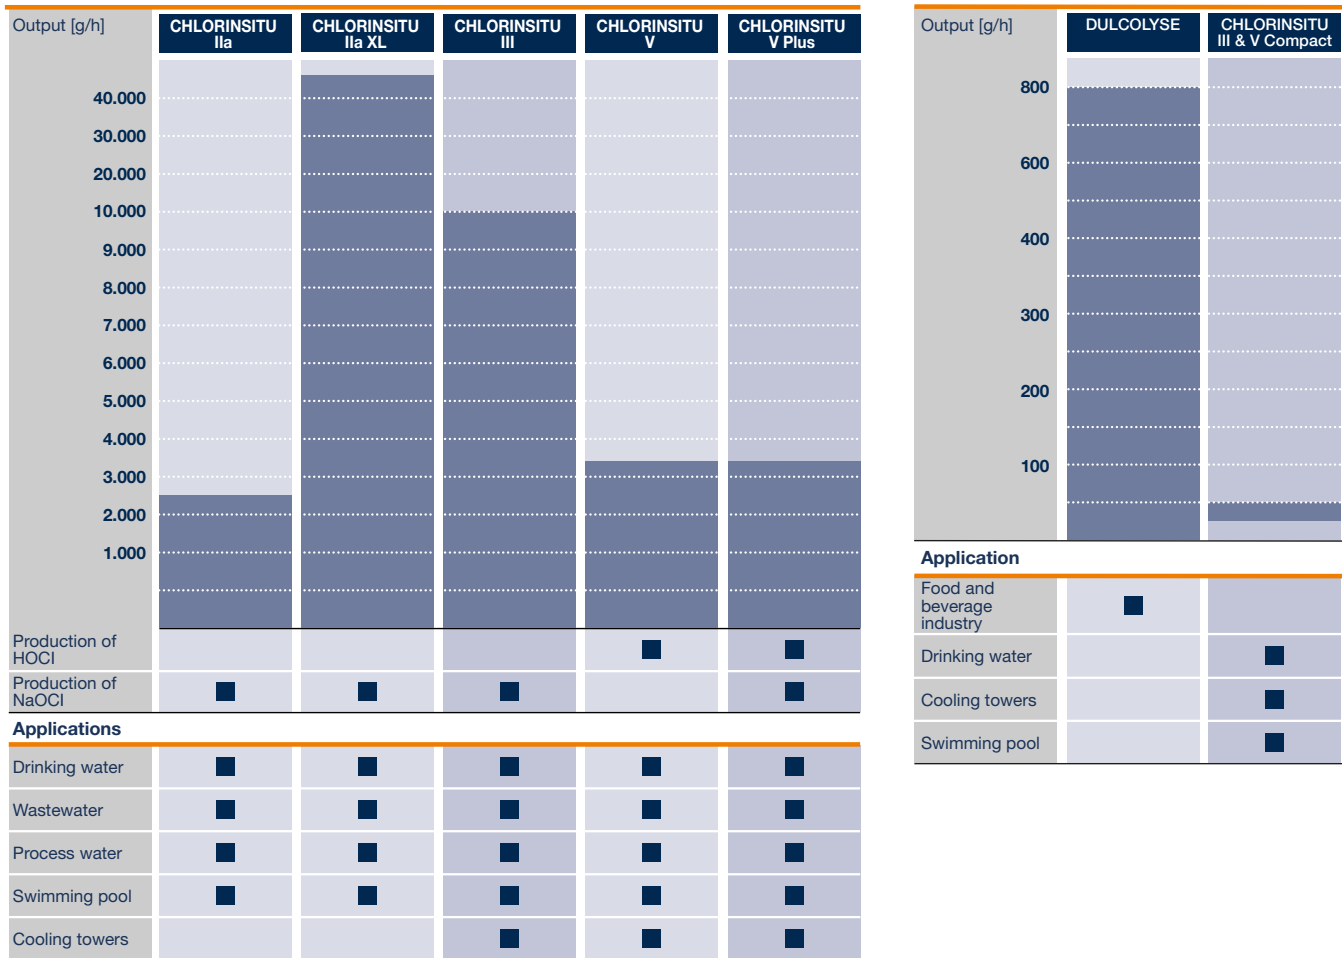 Output [g/h]
CHLORINSITU
IIa
CHLORINSITU
IIa XL
CHLORINSITU
III
CHLORINSITU
V
CHLORINSITU
V Plus
40.000
30.000
20.000
10.000
9.000
8.000
7.000
6.000
5.000
4.000
3.000
2.000
1.000
Production of
HOCl
Production of
NaOCl
Applications
Drinking water
Wastewater
Process water
Swimming pool
Cooling towers
Output [g/h]
DULCOLYSE
CHLORINSITU
III & V Compact
800
600
400
300
200
100
Application
Food and
beverage
industry
Drinking water
Cooling towers
Swimming pool